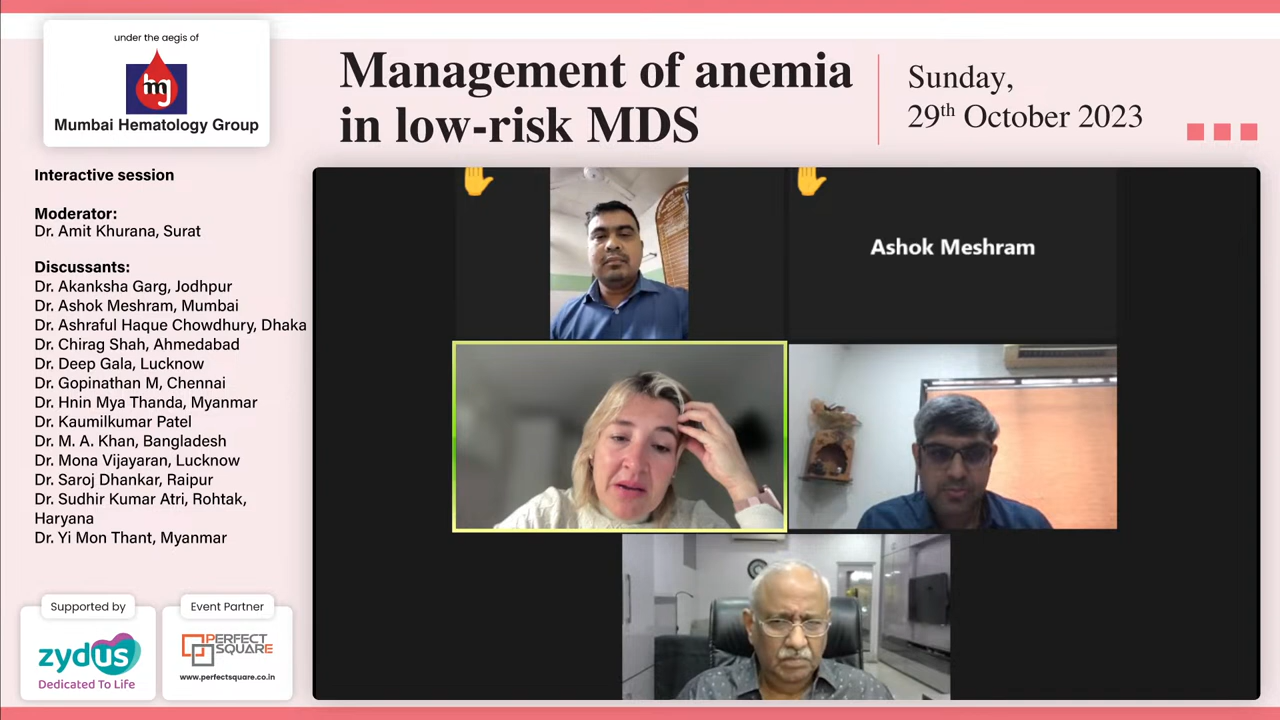 under the aegis of
hmg
Mumbai Hematology Group
Management of anemia
in low-risk MDS
Sunday,
29th October 2023
Interactive session
Moderator:
Dr. Amit Khurana, Surat
Discussants:
Dr. Akanksha Garg, Jodhpur
Dr. Ashok Meshram, Mumbai
Dr. Ashraful Haque Chowdhury, Dhaka
Dr. Chirag Shah, Ahmedabad
Dr. Deep Gala, Lucknow
Dr. Gopinathan M, Chennai
Dr. Hnin Mya Thanda, Myanmar
Dr. Kaumilkumar Patel
Dr. M. A. Khan, Bangladesh
Dr. Mona Vijayaran, Lucknow
Dr. Saroj Dhankar, Raipur
Dr. Sudhir Kumar Atri, Rohtak,
Haryana
Dr. Yi Mon Thant, Myanmar
Ashok Meshram
Supported by
zydus
Dedicated To Life
Event Partner
PERFECT
SQUARE
www.perfectsquare.co.in